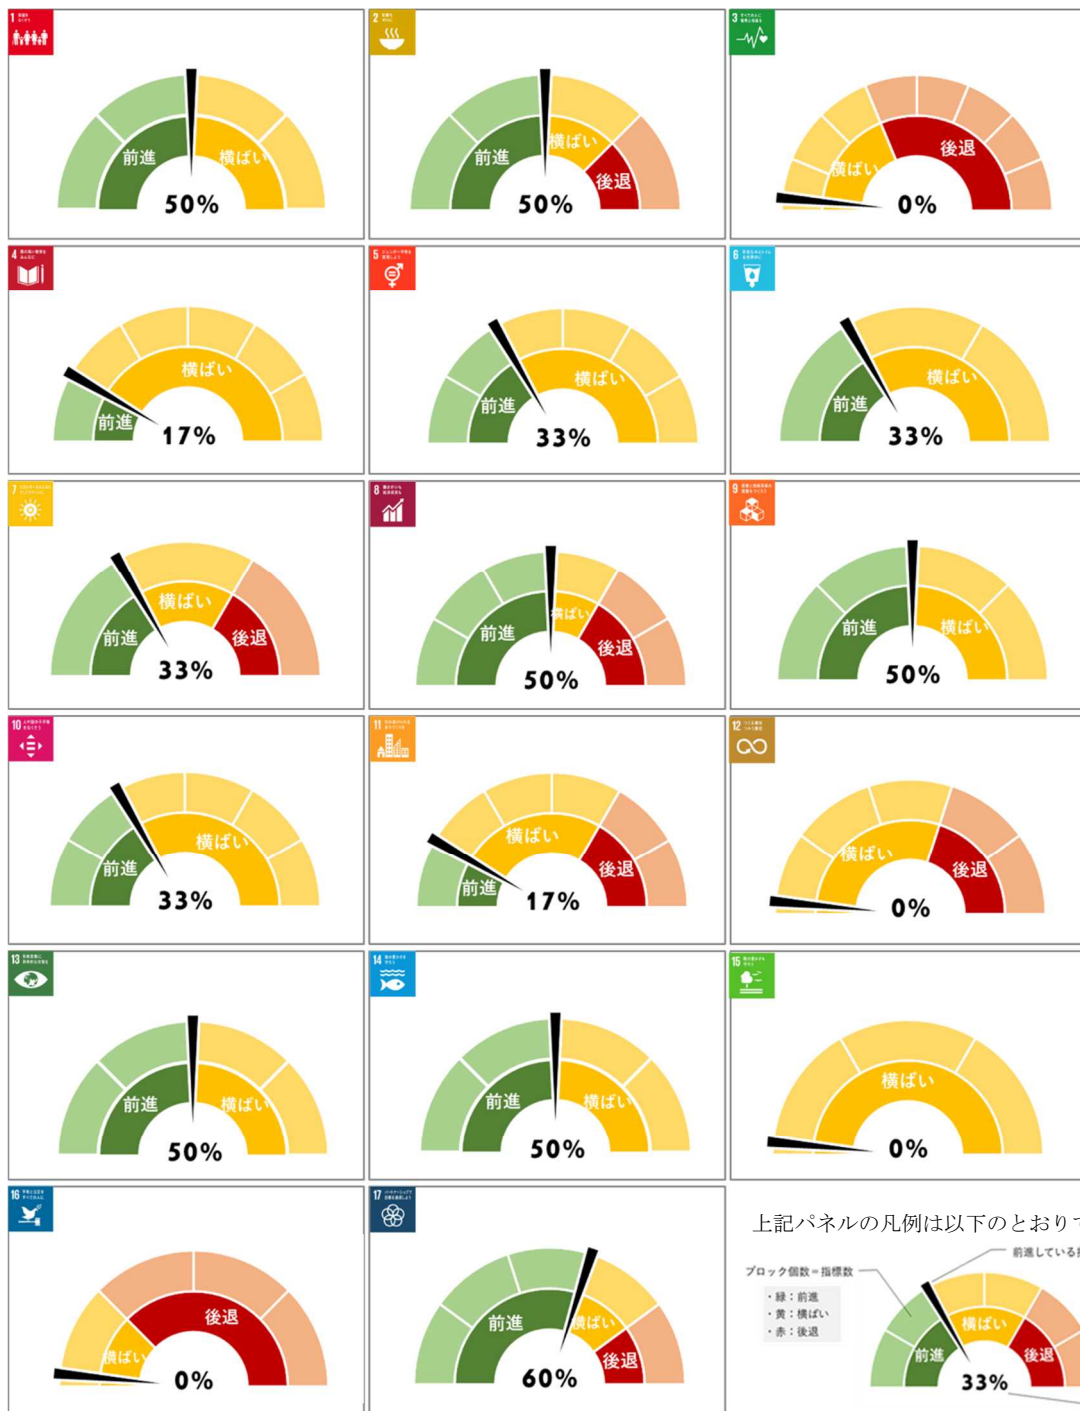 1
2
3
前進
横ばい
50%
前進
横ばい
後退
50%
横ばい
後退
0%
4
5
6
横ばい
前進
17%
横ばい
前進
33%
横ばい
前進
33%
7
8
9
横ばい
前進
後退
33%
横ばい
前進
後退
50%
前進
横ばい
50%
10
11
12
前進
横ばい
33%
横ばい
前進
後退
17%
横ばい
後退
0%
13
14
15
前進
横ばい
50%
前進
横ばい
50%
横ばい
0%
16
17
後退
横ばい
0%
前進
横ばい
後退
60%
上記パネルの凡例は以下のとおりで
前進している指
ブロック個数=指標数
・緑:前進
・黄:横ばい
・赤:後退
横ばい
前進
後退
33%